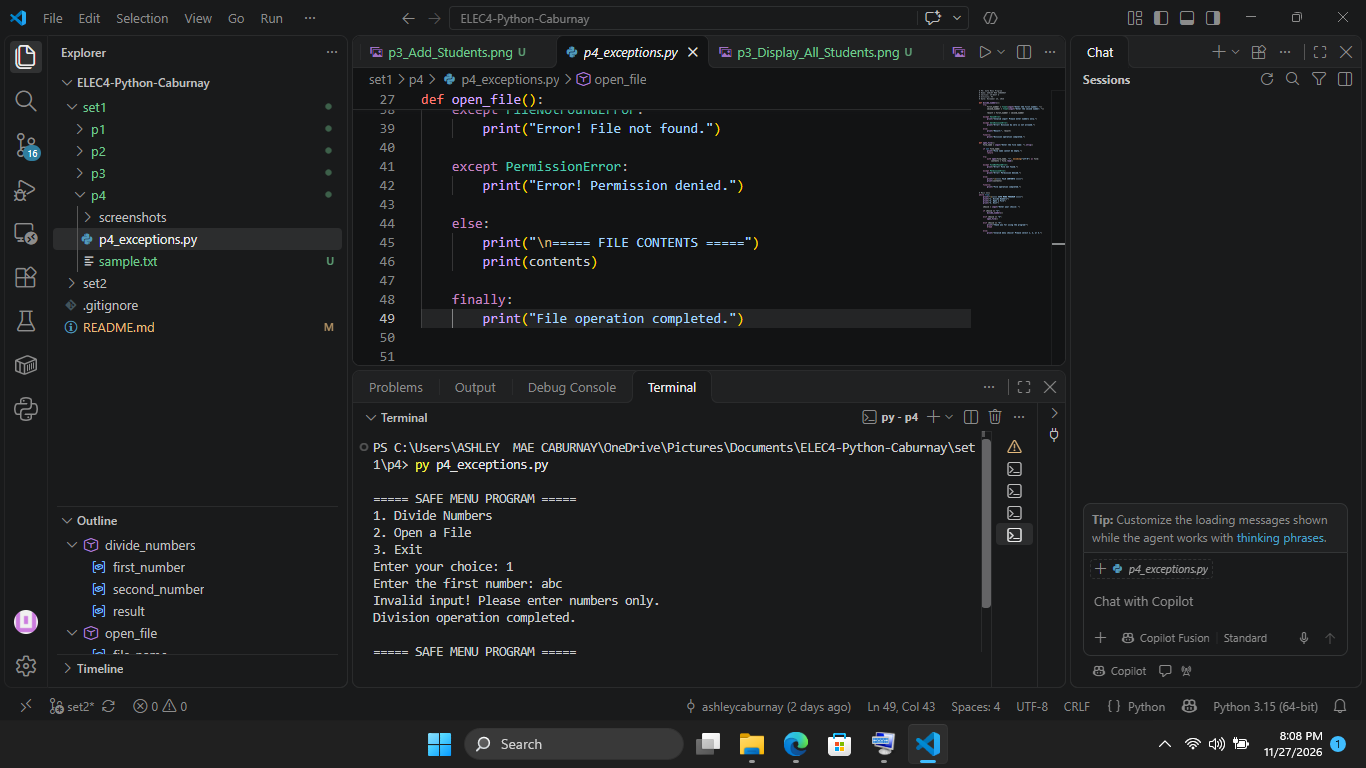 File Edit Selection View Go Run ···
ELEC4-Python-Caburnay
Explorer
ELEC4-Python-Caburnay
set1
p1
p2
p3
p4
screenshots
p4_exceptions.py
sample.txt U
set2
.gitignore
README.md M
16
Outline
divide_numbers
first_number
second_number
result
open_file
Timeline
p3_Add_Students.png U
p4_exceptions.py
p3_Display_All_Students.png U
set1 > p4 > p4_exceptions.py > open_file
27 def open_file():
38 except FileNotFoundError:
39 print("Error! File not found.")
40
41 except PermissionError:
42 print("Error! Permission denied.")
43
44 else:
45 print("\n===== FILE CONTENTS =====")
46 print(contents)
47
48 finally:
49 print("File operation completed.")
50
51
Problems Output Debug Console Terminal
Terminal
py - p4
PS C:\Users\ASHLEY  MAE CABURNAY\OneDrive\Pictures\Documents\ELEC4-Python-Caburnay\set
1\p4> py p4_exceptions.py
===== SAFE MENU PROGRAM =====
1. Divide Numbers
2. Open a File
3. Exit
Enter your choice: 1
Enter the first number: abc
Invalid input! Please enter numbers only.
Division operation completed.
===== SAFE MENU PROGRAM =====
Chat
Sessions
Tip: Customize the loading messages shown
while the agent works with thinking phrases.
p4_exceptions.py
Chat with Copilot
Copilot Fusion Standard
Copilot
set2* 0 0
ashleycaburnay (2 days ago) Ln 49, Col 43 Spaces: 4 UTF-8 CRLF { } Python Python 3.15 (64-bit)
Search
8:08 PM
11/27/2026
1